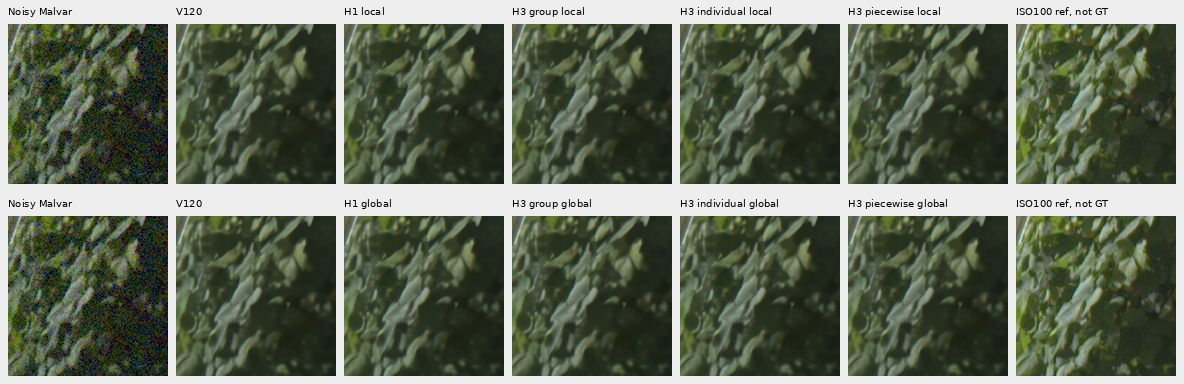 Noisy Malvar V120 H1 local H3 group local H3 individual local H3 piecewise local ISO100 ref, not GT
Noisy Malvar V120 H1 global H3 group global H3 individual global H3 piecewise global ISO100 ref, not GT